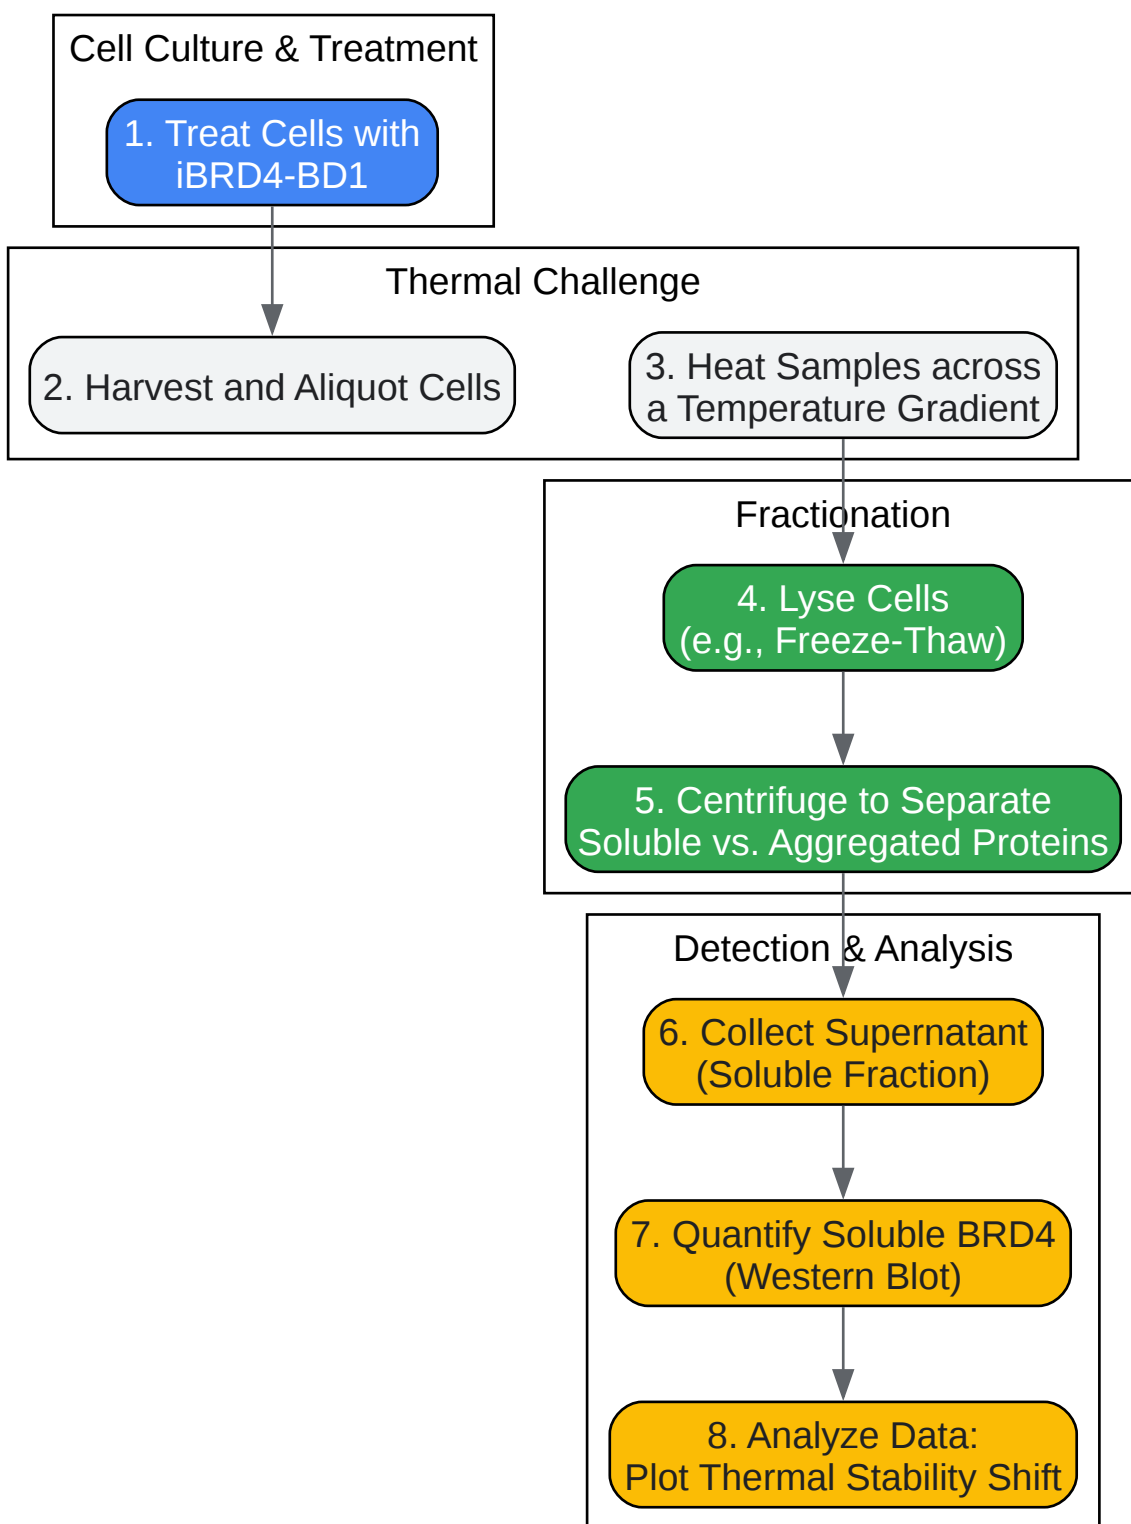 Cell Culture & Treatment
1. Treat Cells with
iBRD4-BD1
Thermal Challenge
2. Harvest and Aliquot Cells
3. Heat Samples across
a Temperature Gradient
Fractionation
4. Lyse Cells
(e.g., Freeze-Thaw)
5. Centrifuge to Separate
Soluble vs. Aggregated Proteins
Detection & Analysis
6. Collect Supernatant
(Soluble Fraction)
7. Quantify Soluble BRD4
(Western Blot)
8. Analyze Data:
Plot Thermal Stability Shift